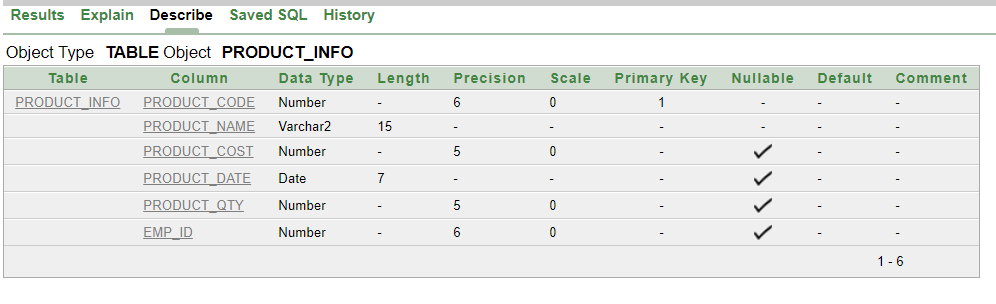 Results Explain Describe Saved SQL History
Object Type TABLE Object PRODUCT_INFO
Table Column Data Type Length Precision Scale Primary Key Nullable Default Comment
PRODUCT_INFO PRODUCT_CODE Number - 6 0 1 - - -
PRODUCT_NAME Varchar2 15 - - - - - -
PRODUCT_COST Number - 5 0 - ✓ - -
PRODUCT_DATE Date 7 - - - ✓ - -
PRODUCT_QTY Number - 5 0 - ✓ - -
EMP_ID Number - 6 0 - ✓ - -
1 - 6